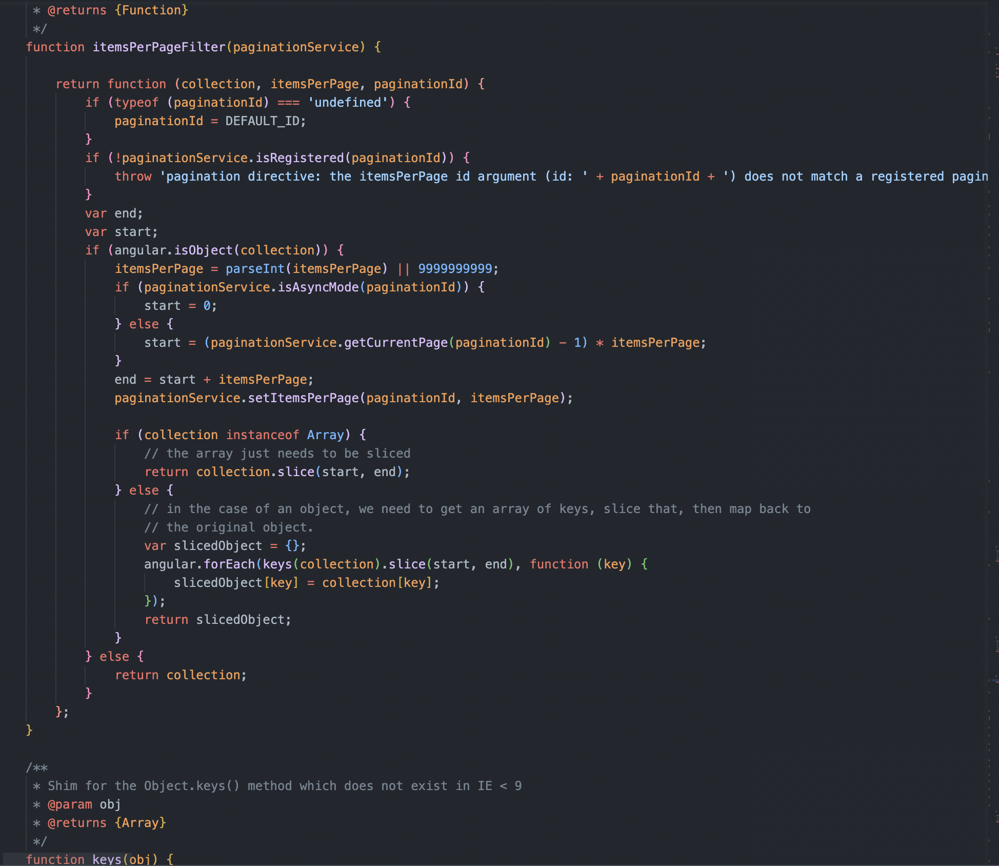 * @returns {Function}
 */
function itemsPerPageFilter(paginationService) {

    return function (collection, itemsPerPage, paginationId) {
        if (typeof (paginationId) === 'undefined') {
            paginationId = DEFAULT_ID;
        }
        if (!paginationService.isRegistered(paginationId)) {
            throw 'pagination directive: the itemsPerPage id argument (id: ' + paginationId + ') does not match a registered pagin
        }
        var end;
        var start;
        if (angular.isObject(collection)) {
            itemsPerPage = parseInt(itemsPerPage) || 9999999999;
            if (paginationService.isAsyncMode(paginationId)) {
                start = 0;
            } else {
                start = (paginationService.getCurrentPage(paginationId) - 1) * itemsPerPage;
            }
            end = start + itemsPerPage;
            paginationService.setItemsPerPage(paginationId, itemsPerPage);

            if (collection instanceof Array) {
                // the array just needs to be sliced
                return collection.slice(start, end);
            } else {
                // in the case of an object, we need to get an array of keys, slice that, then map back to
                // the original object.
                var slicedObject = {};
                angular.forEach(keys(collection).slice(start, end), function (key) {
                    slicedObject[key] = collection[key];
                });
                return slicedObject;
            }
        } else {
            return collection;
        }
    };
}

/**
 * Shim for the Object.keys() method which does not exist in IE < 9
 * @param obj
 * @returns {Array}
 */
function keys(obj) {